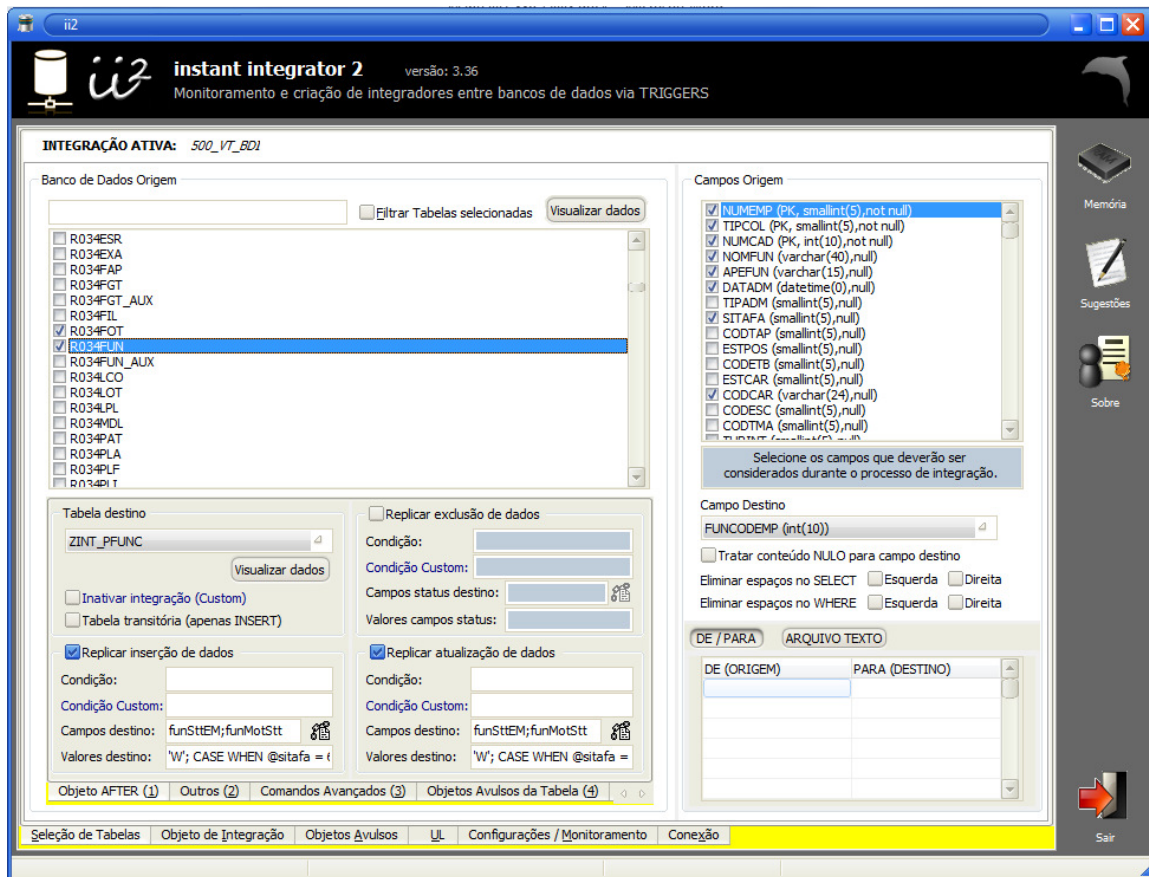 ii2
ii2 instant integrator 2 versão: 3.36
Monitoramento e criação de integradores entre bancos de dados via TRIGGERS
INTEGRAÇÃO ATIVA: 500_VT_BD1
Banco de Dados Origem
Filtrar Tabelas selecionadas
Visualizar dados
R034ESR
R034EXA
R034FAP
R034FGT
R034FGT_AUX
R034FIL
R034FOT
R034FUN
R034FUN_AUX
R034LCO
R034LOT
R034LPL
R034MDL
R034PAT
R034PLA
R034PLF
R034PLI
Tabela destino
ZINT_PFUNC
Visualizar dados
Inativar integração (Custom)
Tabela transitória (apenas INSERT)
Replicar exclusão de dados
Condição:
Condição Custom:
Campos status destino:
Valores campos status:
Replicar inserção de dados
Condição:
Condição Custom:
Campos destino: funSttEM;funMotStt
Valores destino: 'W'; CASE WHEN @sitafa =
Replicar atualização de dados
Condição:
Condição Custom:
Campos destino: funSttEM;funMotStt
Valores destino: 'W'; CASE WHEN @sitafa =
Objeto AFTER (1)
Outros (2)
Comandos Avançados (3)
Objetos Avulsos da Tabela (4)
Campos Origem
NUMEMP (PK, smallint(5),not null)
TIPCOL (PK, smallint(5),not null)
NUMCAD (PK, int(10),not null)
NOMFUN (varchar(40),null)
APEFUN (varchar(15),null)
DATADM (datetime(0),null)
TIPADM (smallint(5),null)
SITAFA (smallint(5),null)
CODTAP (smallint(5),null)
ESTPOS (smallint(5),null)
CODETB (smallint(5),null)
ESTCAR (smallint(5),null)
CODCAR (varchar(24),null)
CODESC (smallint(5),null)
CODTMA (smallint(5),null)
TURINT (smallint(5),null)
Selecione os campos que deverão ser
considerados durante o processo de integração.
Campo Destino
FUNCODEMP (int(10))
Tratar conteúdo NULO para campo destino
Eliminar espaços no SELECT Esquerda Direita
Eliminar espaços no WHERE Esquerda Direita
DE / PARA
ARQUIVO TEXTO
DE (ORIGEM) PARA (DESTINO)
Memória
Sugestões
Sobre
Sair
Seleção de Tabelas
Objeto de Integração
Objetos Avulsos
UL
Configurações / Monitoramento
Conexão